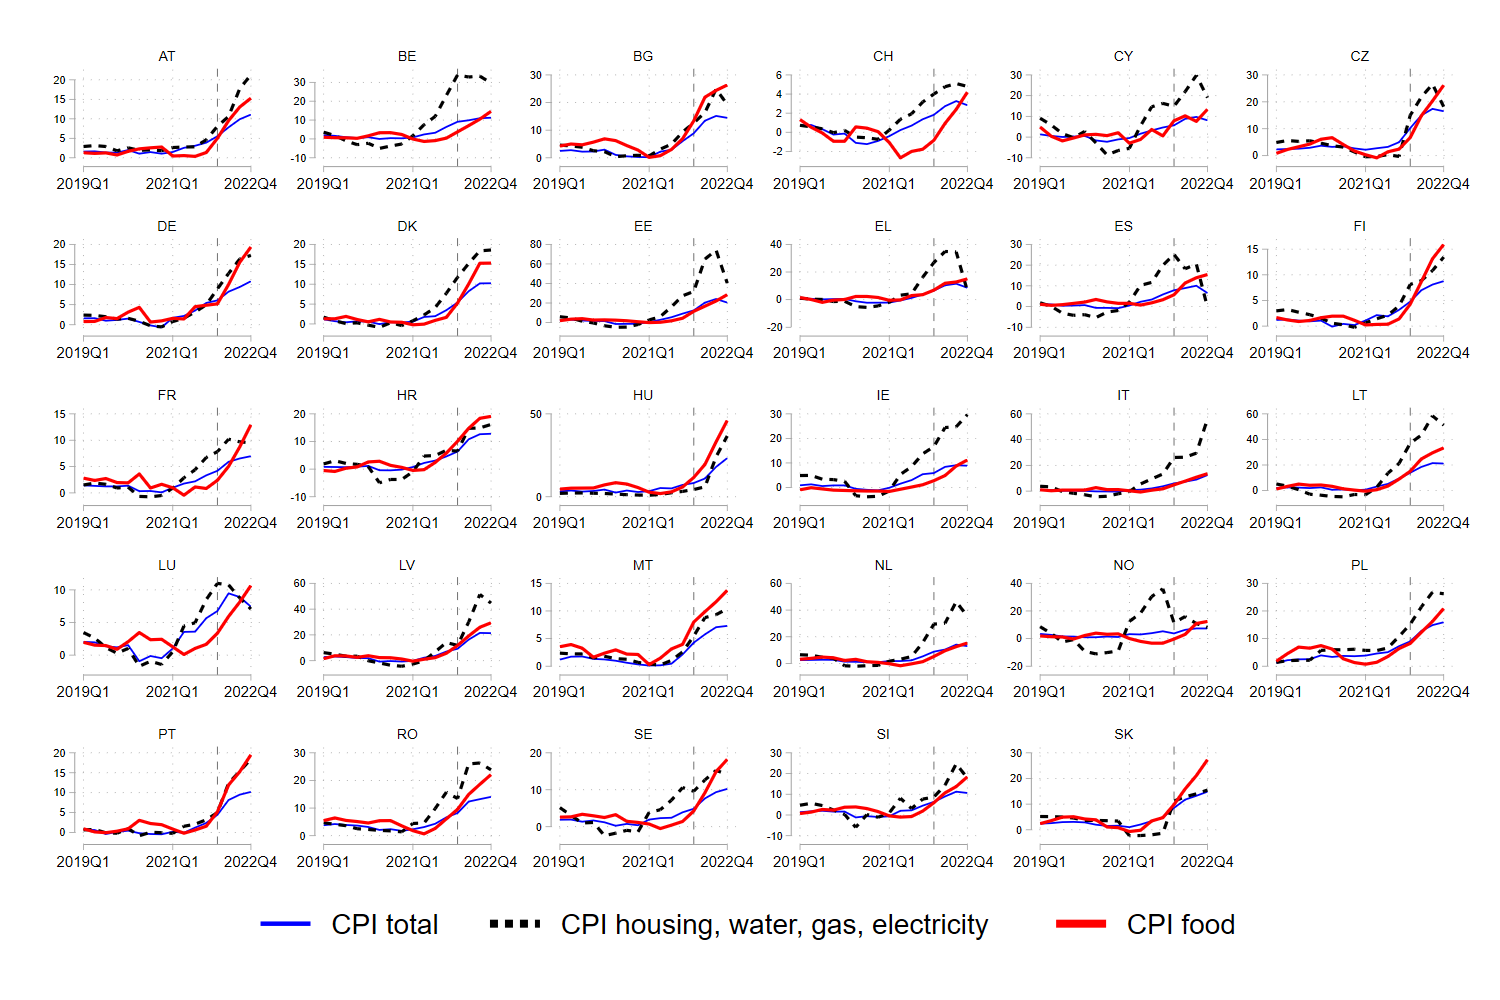 AT BE BG CH CY CZ
20 15 10 5 0
30 20 10 0 -10
30 20 10 0
6 4 2 0 -2
30 20 10 0 -10
30 20 10 0
2019Q1 2021Q1 2022Q4 2019Q1 2021Q1 2022Q4 2019Q1 2021Q1 2022Q4 2019Q1 2021Q1 2022Q4 2019Q1 2021Q1 2022Q4 2019Q1 2021Q1 2022Q4
DE DK EE EL ES FI
20 15 10 5 0
20 15 10 5 0
80 60 40 20 0
40 20 0 -20
30 20 10 0 -10
15 10 5 0
2019Q1 2021Q1 2022Q4 2019Q1 2021Q1 2022Q4 2019Q1 2021Q1 2022Q4 2019Q1 2021Q1 2022Q4 2019Q1 2021Q1 2022Q4 2019Q1 2021Q1 2022Q4
FR HR HU IE IT LT
15 10 5 0
20 10 0 -10
50 0
30 20 10 0
60 40 20 0
60 40 20 0
2019Q1 2021Q1 2022Q4 2019Q1 2021Q1 2022Q4 2019Q1 2021Q1 2022Q4 2019Q1 2021Q1 2022Q4 2019Q1 2021Q1 2022Q4 2019Q1 2021Q1 2022Q4
LU LV MT NL NO PL
10 5 0
60 40 20 0
15 10 5 0
60 40 20 0
40 20 0 -20
30 20 10 0
2019Q1 2021Q1 2022Q4 2019Q1 2021Q1 2022Q4 2019Q1 2021Q1 2022Q4 2019Q1 2021Q1 2022Q4 2019Q1 2021Q1 2022Q4 2019Q1 2021Q1 2022Q4
PT RO SE SI SK
20 15 10 5 0
30 20 10 0
20 10 0
30 20 10 0 -10
30 20 10 0
2019Q1 2021Q1 2022Q4 2019Q1 2021Q1 2022Q4 2019Q1 2021Q1 2022Q4 2019Q1 2021Q1 2022Q4 2019Q1 2021Q1 2022Q4
CPI total CPI housing, water, gas, electricity CPI food